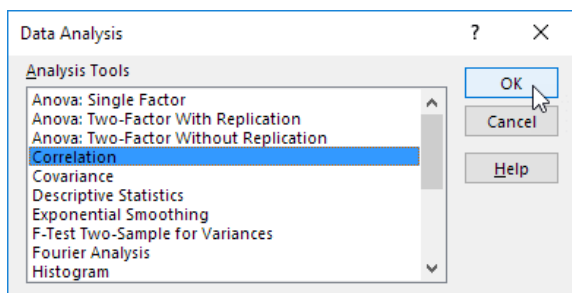 Data Analysis
?
Analysis Tools
Anova: Single Factor
Anova: Two-Factor With Replication
Anova: Two-Factor Without Replication
Correlation
Covariance
Descriptive Statistics
Exponential Smoothing
F-Test Two-Sample for Variances
Fourier Analysis
Histogram
OK
Cancel
Help